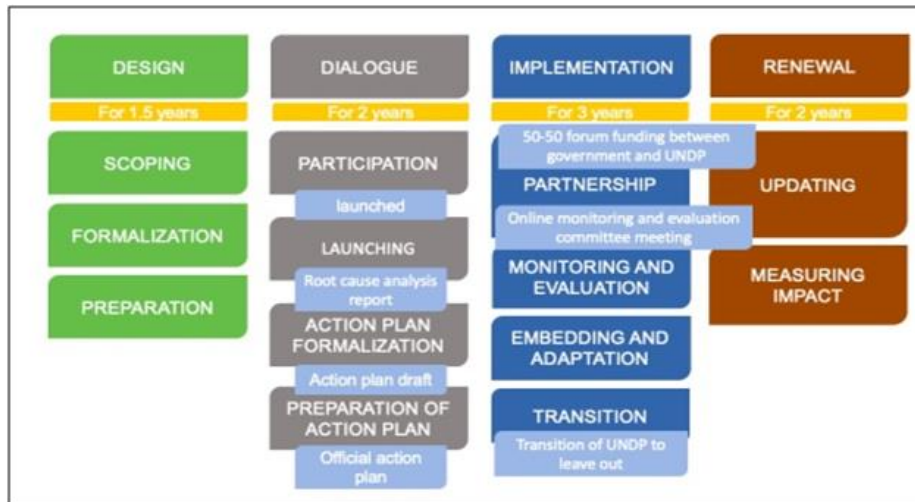 DESIGN
For 1.5 years
SCOPING
FORMALIZATION
PREPARATION
DIALOGUE
For 2 years
PARTICIPATION
launched
LAUNCHING
Root cause analysis
report
ACTION PLAN
FORMALIZATION
Action plan draft
PREPARATION OF
ACTION PLAN
Official action
plan
IMPLEMENTATION
For 3 years
50-50 forum funding between
government and UNDP
PARTNERSHIP
Online monitoring and evaluation
committee meeting
MONITORING AND
EVALUATION
EMBEDDING AND
ADAPTATION
TRANSITION
Transition of UNDP to
leave out
RENEWAL
For 2 years
UPDATING
MEASURING
IMPACT